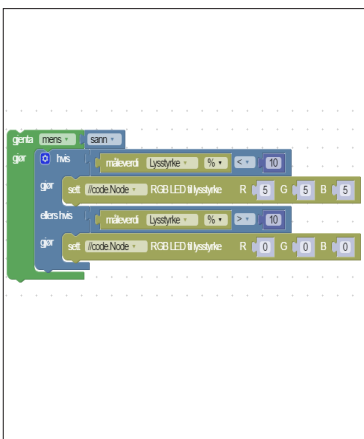 gjenta mens sann
gjør hvis måleverdi Lysstyrke % < 10
gjør sett //code.Node RGB LED til lysstyrke R 5 G 5 B 5
ellers hvis måleverdi Lysstyrke % > 10
gjør sett //code.Node RGB LED til lysstyrke R 0 G 0 B 0